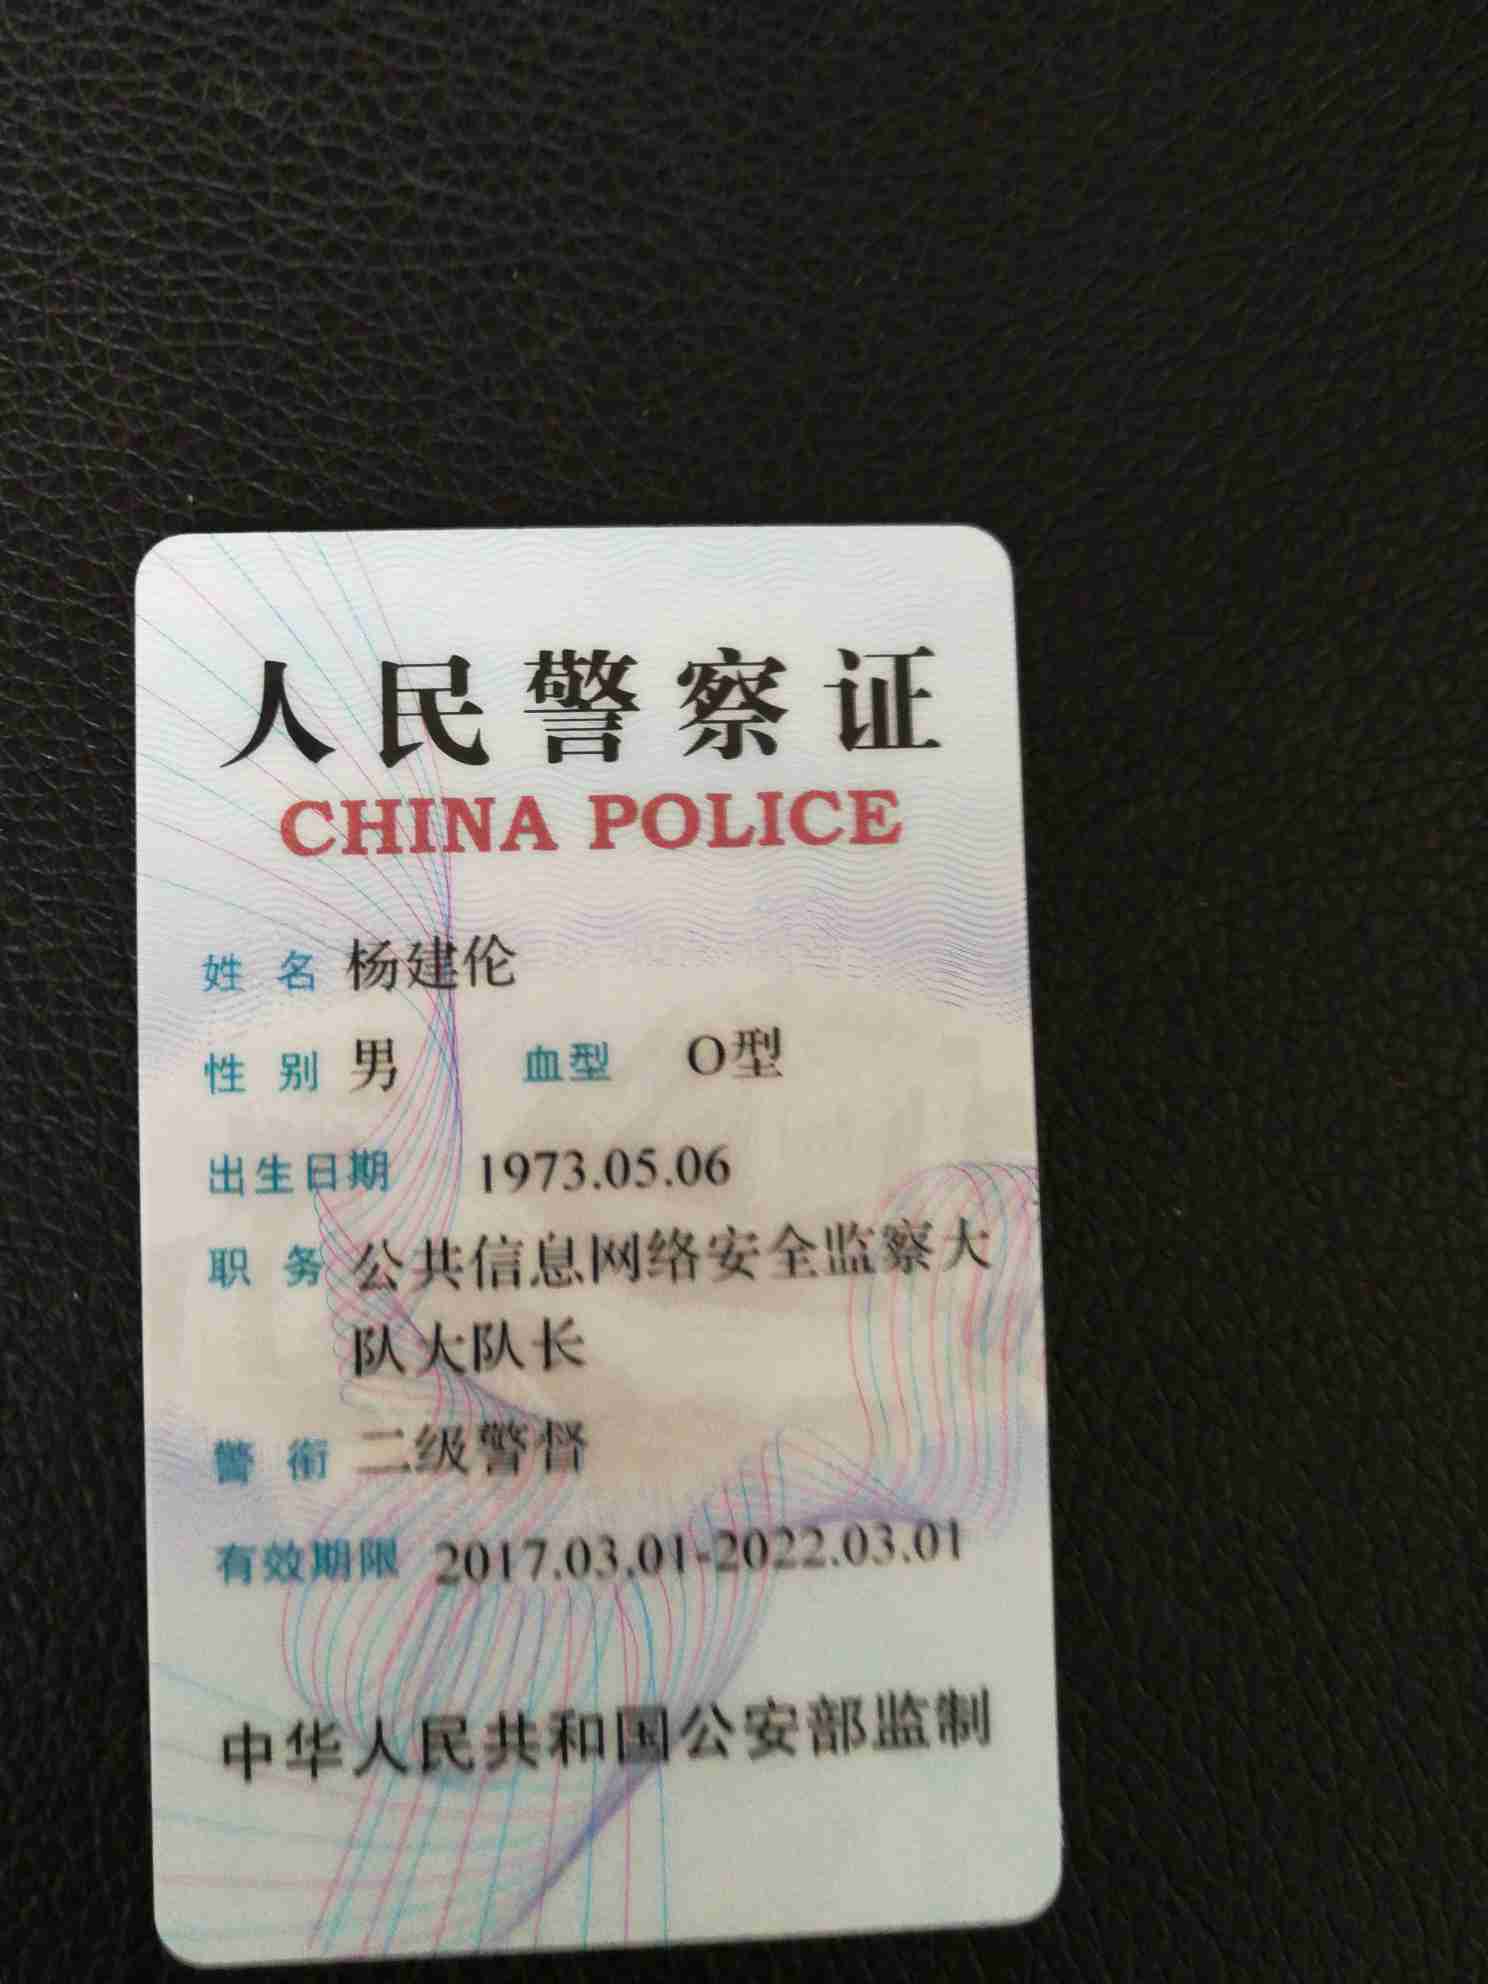 人民警察证
CHINA POLICE
姓名 杨建伦
性别 男 血型 O型
出生日期 1973.05.06
职务 公共信息网络安全监察大
队大队长
警衔 二级警督
有效期限 2017.03.01-2022.03.01
中华人民共和国公安部监制